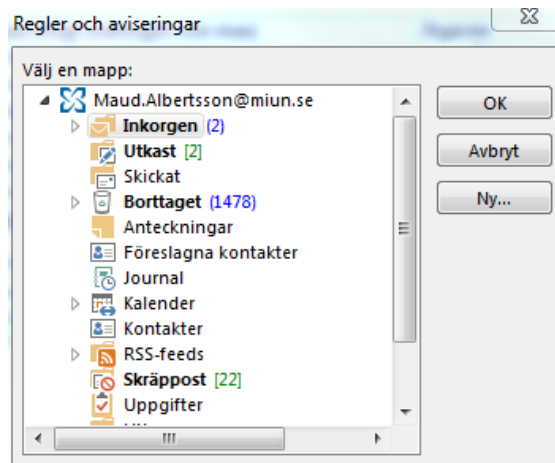 Regler och aviseringar
Välj en mapp:
Maud.Albertsson@miun.se
Inkorgen (2)
Utkast [2]
Skickat
Borttaget (1478)
Anteckningar
Föreslagna kontakter
Journal
Kalender
Kontakter
RSS-feeds
Skräppost [22]
Uppgifter
OK
Avbryt
Ny...